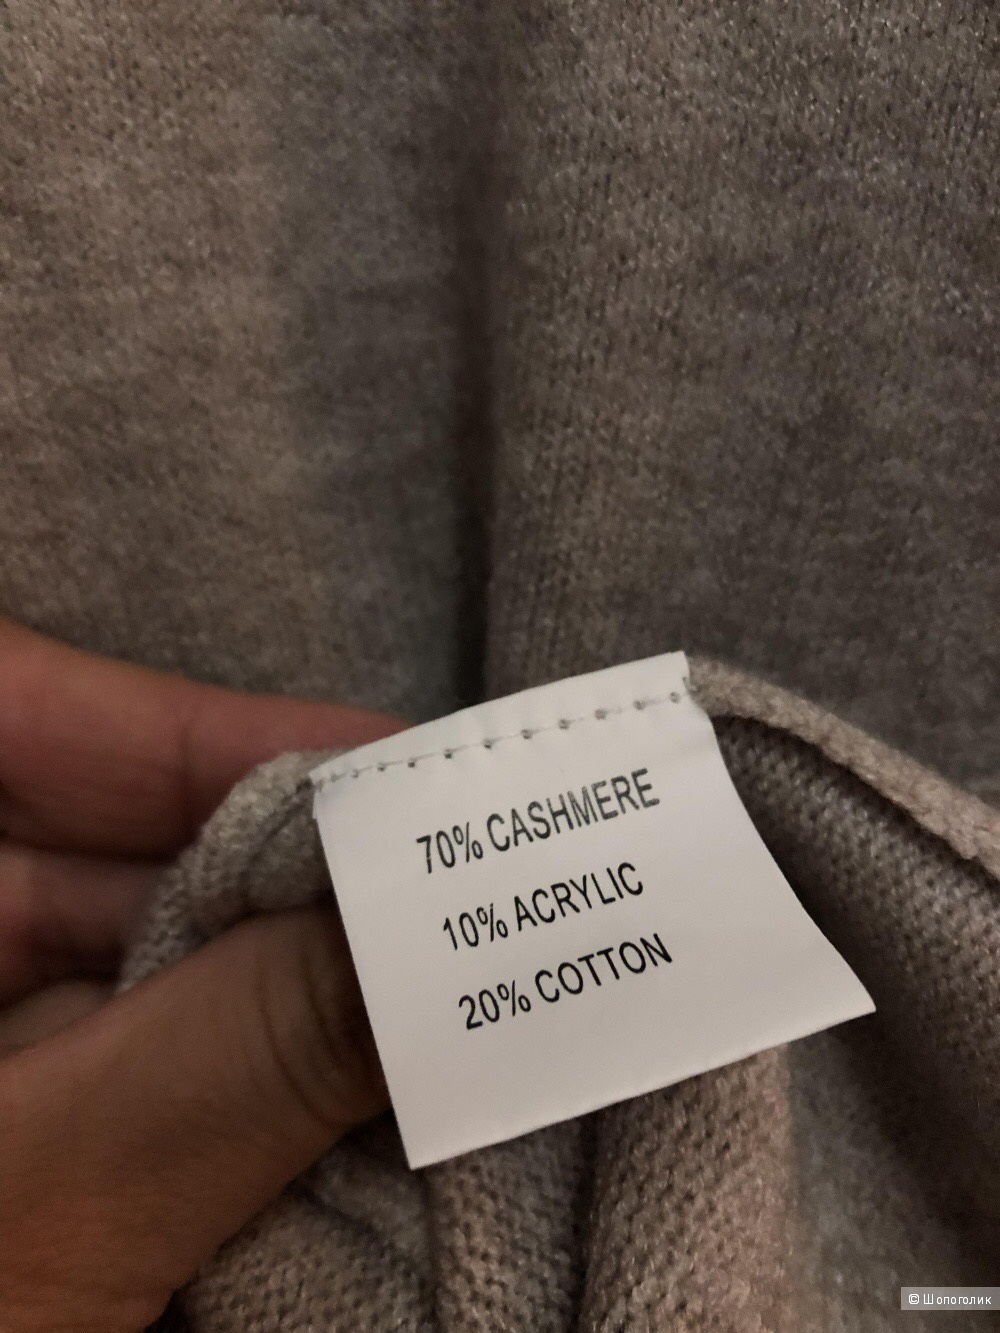 70% CASHMERE
10% ACRYLIC
20% COTTON
© Шопоголик